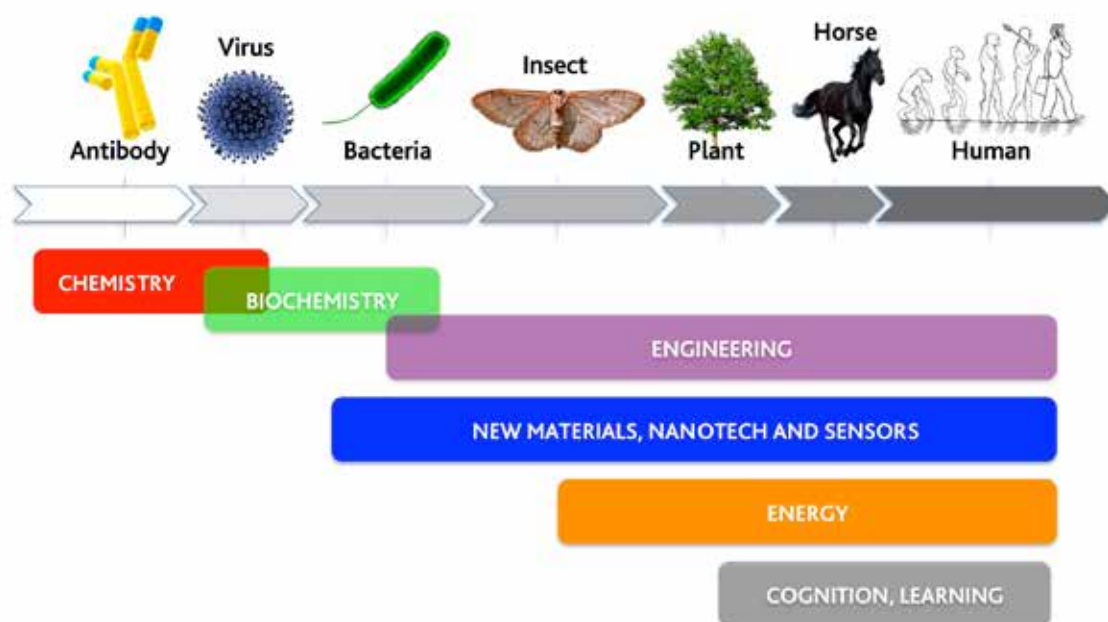 Antibody
Virus
Bacteria
Insect
Plant
Horse
Human
CHEMISTRY
BIOCHEMISTRY
ENGINEERING
NEW MATERIALS, NANOTECH AND SENSORS
ENERGY
COGNITION, LEARNING